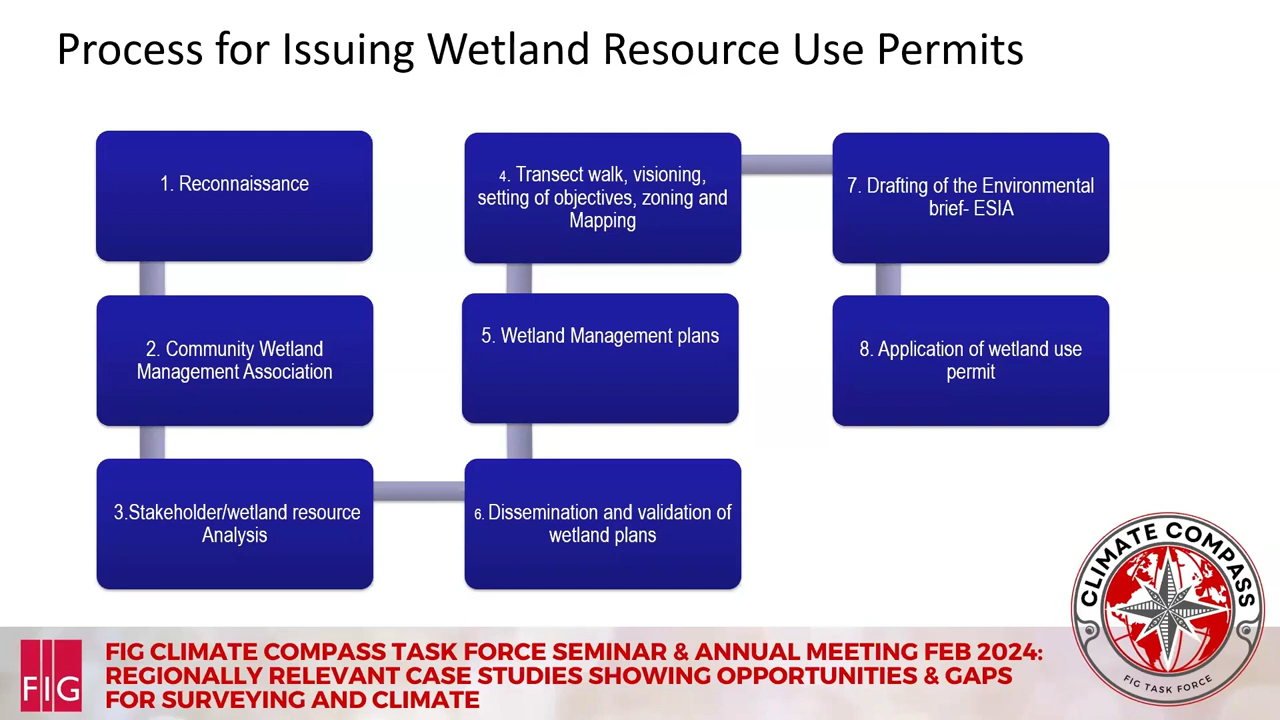 Process for Issuing Wetland Resource Use Permits
1. Reconnaissance
2. Community Wetland
Management Association
3.Stakeholder/wetland resource
Analysis
4. Transect walk, visioning,
setting of objectives, zoning and
Mapping
5. Wetland Management plans
6. Dissemination and validation of
wetland plans
7. Drafting of the Environmental
brief- ESIA
8. Application of wetland use
permit
CLIMATE COMPASS
FIG TASK FORCE
FIG
FIG CLIMATE COMPASS TASK FORCE SEMINAR & ANNUAL MEETING FEB 2024:
REGIONALLY RELEVANT CASE STUDIES SHOWING OPPORTUNITIES & GAPS
FOR SURVEYING AND CLIMATE